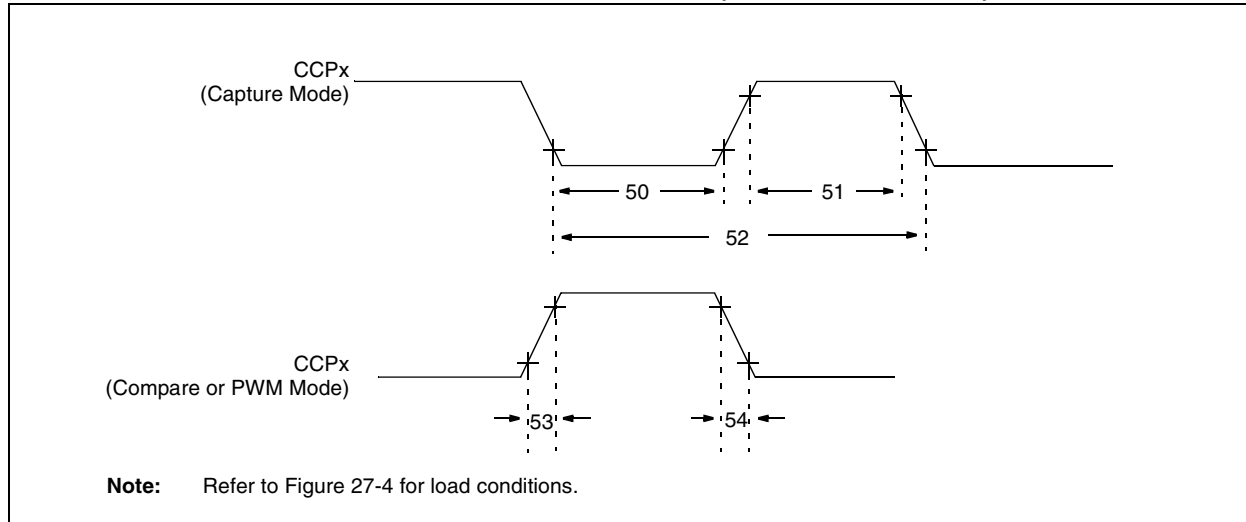 CCPx
(Capture Mode)
50
51
52
CCPx
(Compare or PWM Mode)
53
54
Note: Refer to Figure 27-4 for load conditions.